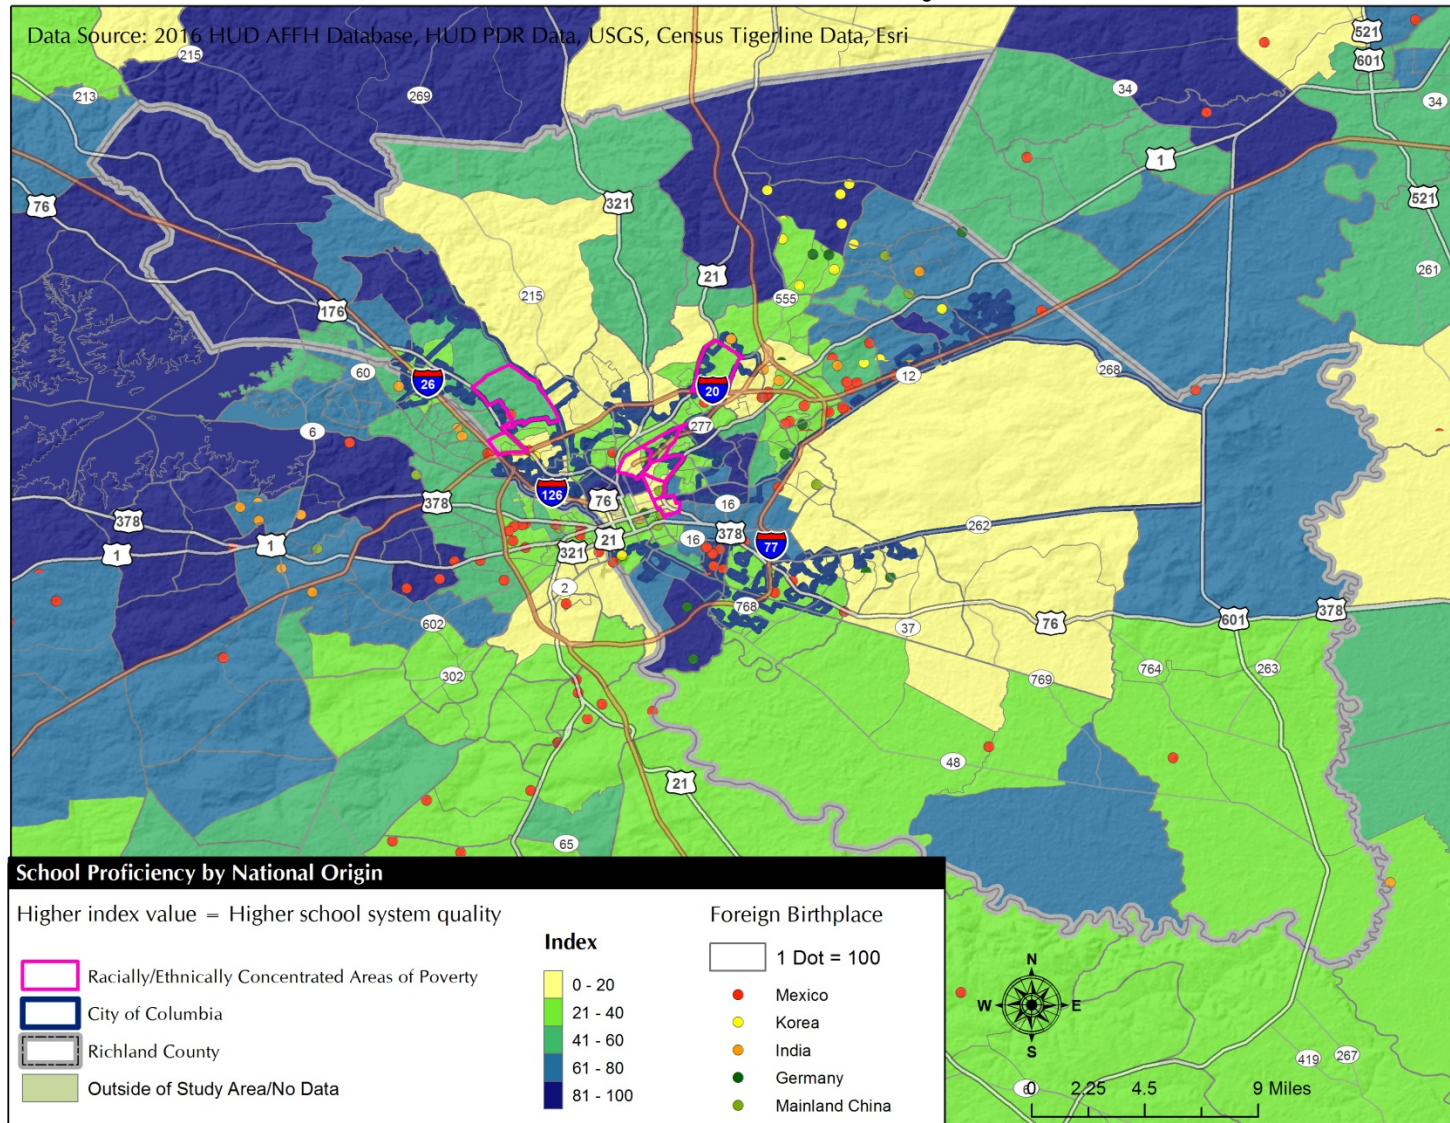 Data Source: 2016 HUD AFFH Database, HUD PDR Data, USGS, Census Tigerline Data, Esri
215
213
269
34
521
601
34
1
76
321
521
21
261
215
555
176
60
26
20
12
268
6
277
378
126
76
16
262
378
1
1
321
21
16
378
77
2
768
602
37
76
601
378
302
769
764
263
48
21
65
School Proficiency by National Origin
Higher index value = Higher school system quality
Racially/Ethnically Concentrated Areas of Poverty
City of Columbia
Richland County
Outside of Study Area/No Data
Index
0 - 20
21 - 40
41 - 60
61 - 80
81 - 100
Foreign Birthplace
1 Dot = 100
Mexico
Korea
India
Germany
Mainland China
N
W
E
S
419
267
6
0
2.25
4.5
9 Miles